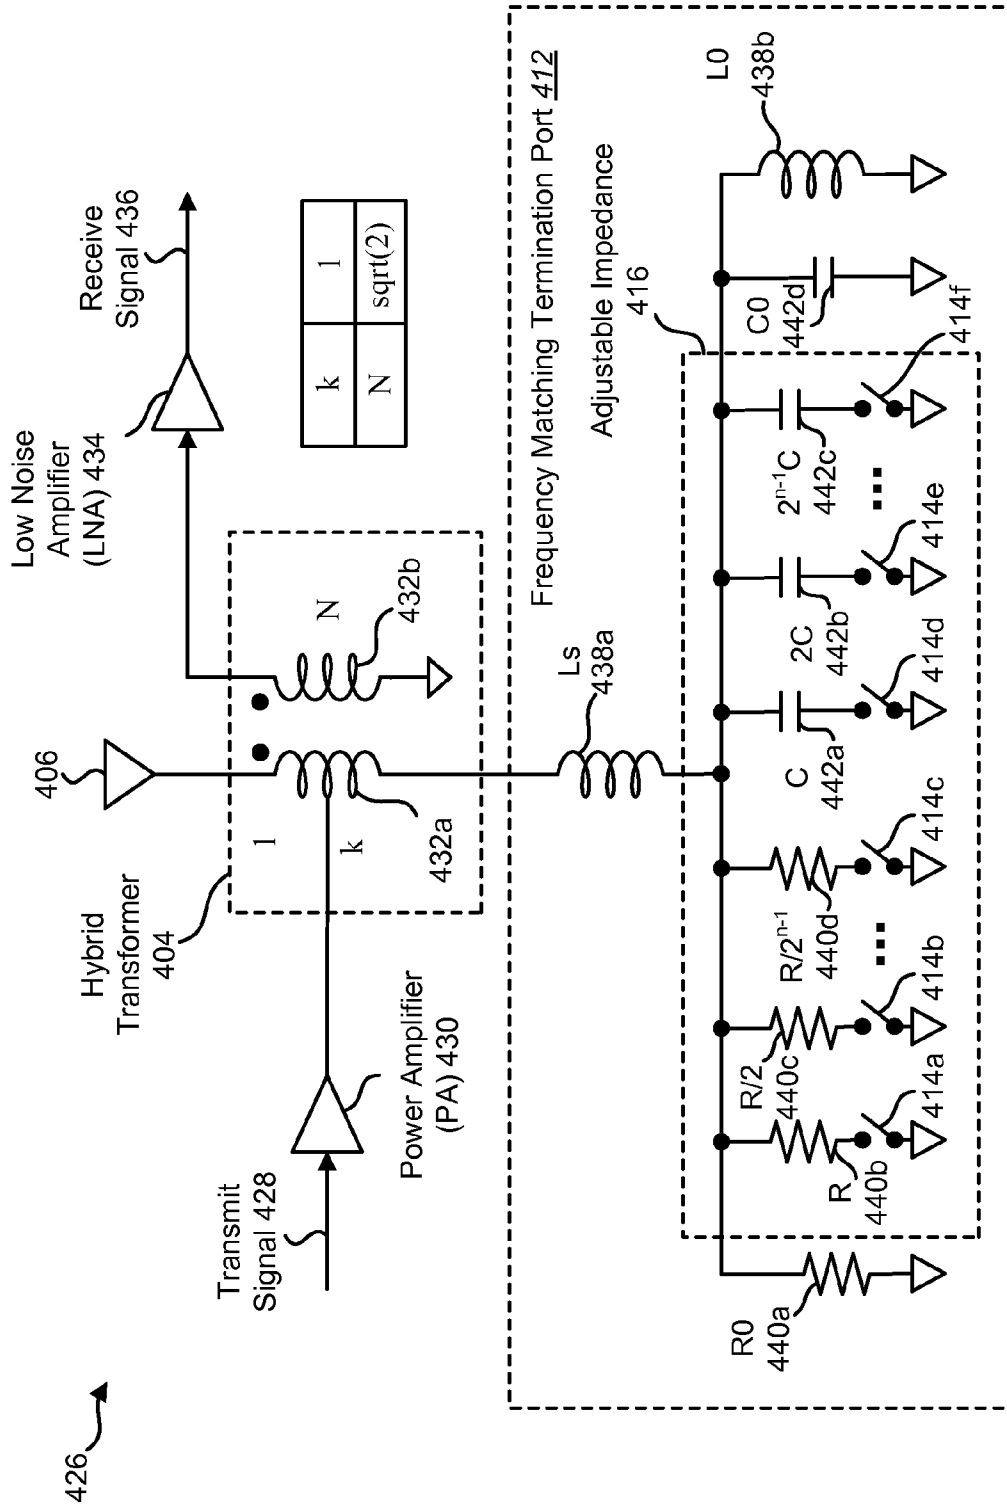 426
Transmit
Signal 428
Power Amplifier
(PA) 430
Hybrid
Transformer
404
406
1
k
432a
N
432b
Low Noise
Amplifier
(LNA) 434
Receive
Signal 436
k 1
N sqrt(2)
Frequency Matching Termination Port 412
Ls
438a
Adjustable Impedance
416
R0
440a
R
440b
414a
R/2
440c
414b
R/2ⁿ⁻¹
440d
414c
C
442a
414d
2C
442b
414e
2ⁿ⁻¹C
442c
414f
C0
442d
L0
438b